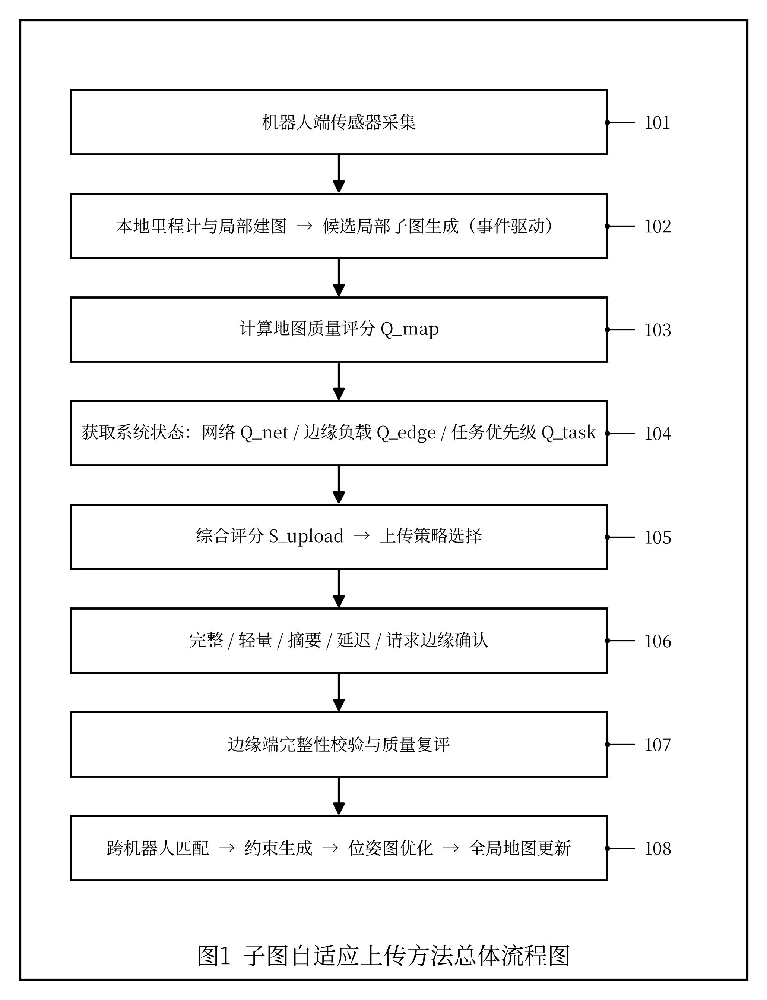 机器人端传感器采集 101
本地里程计与局部建图 → 候选局部子图生成（事件驱动） 102
计算地图质量评分 Q_map 103
获取系统状态：网络 Q_net / 边缘负载 Q_edge / 任务优先级 Q_task 104
综合评分 S_upload → 上传策略选择 105
完整 / 轻量 / 摘要 / 延迟 / 请求边缘确认 106
边缘端完整性校验与质量复评 107
跨机器人匹配 → 约束生成 → 位姿图优化 → 全局地图更新 108
图1 子图自适应上传方法总体流程图